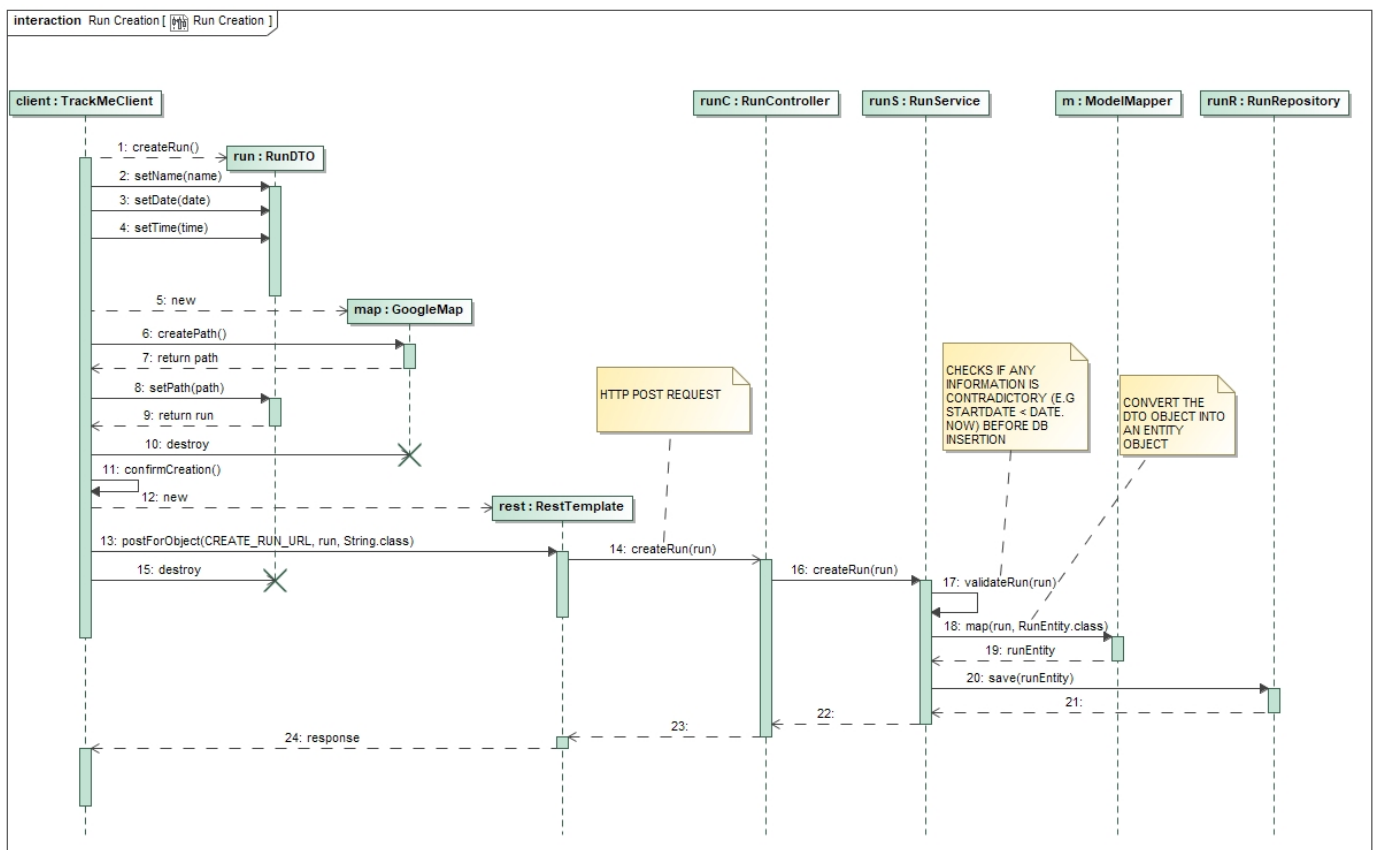 interaction Run Creation [ Run Creation ]
client : TrackMeClient
runC : RunController
runS : RunService
m : ModelMapper
runR : RunRepository
1: createRun()
run : RunDTO
2: setName(name)
3: setDate(date)
4: setTime(time)
5: new
map : GoogleMap
6: createPath()
7: return path
8: setPath(path)
9: return run
10: destroy
11: confirmCreation()
12: new
rest : RestTemplate
HTTP POST REQUEST
CHECKS IF ANY
INFORMATION IS
CONTRADICTORY (E.G
STARTDATE < DATE.
NOW) BEFORE DB
INSERTION
CONVERT THE
DTO OBJECT INTO
AN ENTITY
OBJECT
13: postForObject(CREATE_RUN_URL, run, String.class)
14: createRun(run)
15: destroy
16: createRun(run)
17: validateRun(run)
18: map(run, RunEntity.class)
19: runEntity
20: save(runEntity)
21:
22:
23:
24: response